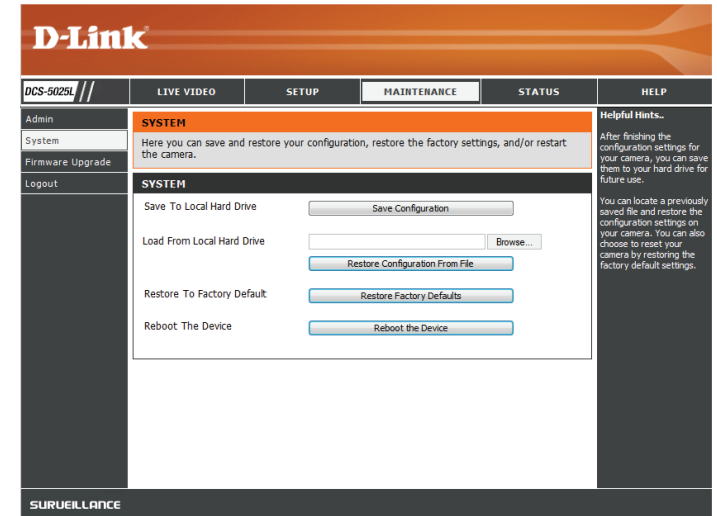 D-Link
DCS-5025L
LIVE VIDEO
SETUP
MAINTENANCE
STATUS
HELP
Admin
System
Firmware Upgrade
Logout
SYSTEM
Here you can save and restore your configuration, restore the factory settings, and/or restart
the camera.
SYSTEM
Save To Local Hard Drive
Save Configuration
Load From Local Hard Drive
Browse...
Restore Configuration From File
Restore To Factory Default
Restore Factory Defaults
Reboot The Device
Reboot the Device
Helpful Hints..
After finishing the
configuration settings for
your camera, you can save
them to your hard drive for
future use.
You can locate a previously
saved file and restore the
configuration settings on
your camera. You can also
choose to reset your
camera by restoring the
factory default settings.
SURVEILLANCE